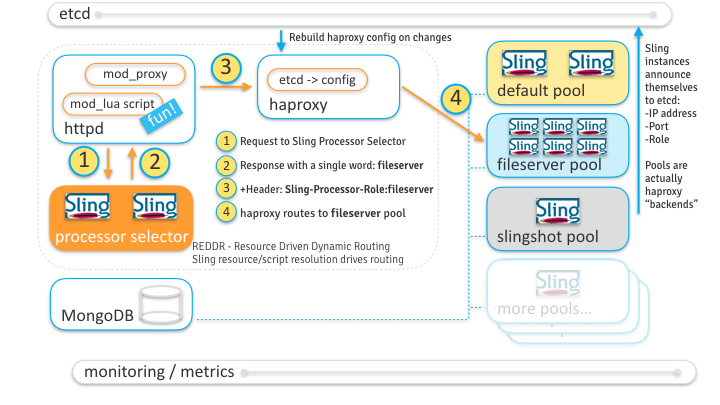 etcd
Rebuild haproxy config on changes
mod_proxy
mod_lua script
fun!
httpd
3
etcd -> config
haproxy
4
Sling
Sling
default pool
Sling
instances
announce
themselves
to etcd:
-IP address
-Port
-Role
Pools are
actually
haproxy
“backends”
1
2
1 Request to Sling Processor Selector
2 Response with a single word: fileserver
3 +Header: Sling-Processor-Role:fileserver
4 haproxy routes to fileserver pool
Sling Sling Sling
Sling Sling Sling
fileserver pool
Sling
Sling
processor selector
REDDR - Resource Driven Dynamic Routing
Sling resource/script resolution drives routing
Sling
slingshot pool
MongoDB
Sling
more pools...
monitoring / metrics